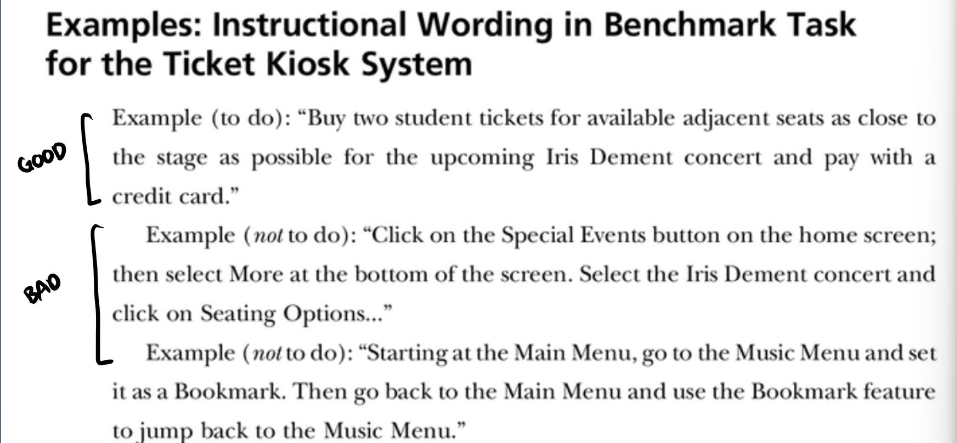 Examples: Instructional Wording in Benchmark Task
for the Ticket Kiosk System
Example (to do): “Buy two student tickets for available adjacent seats as close to
GOOD
the stage as possible for the upcoming Iris Dement concert and pay with a
credit card.”
Example (not to do): “Click on the Special Events button on the home screen;
then select More at the bottom of the screen. Select the Iris Dement concert and
BAD
click on Seating Options...”
Example (not to do): “Starting at the Main Menu, go to the Music Menu and set
it as a Bookmark. Then go back to the Main Menu and use the Bookmark feature
to jump back to the Music Menu.”